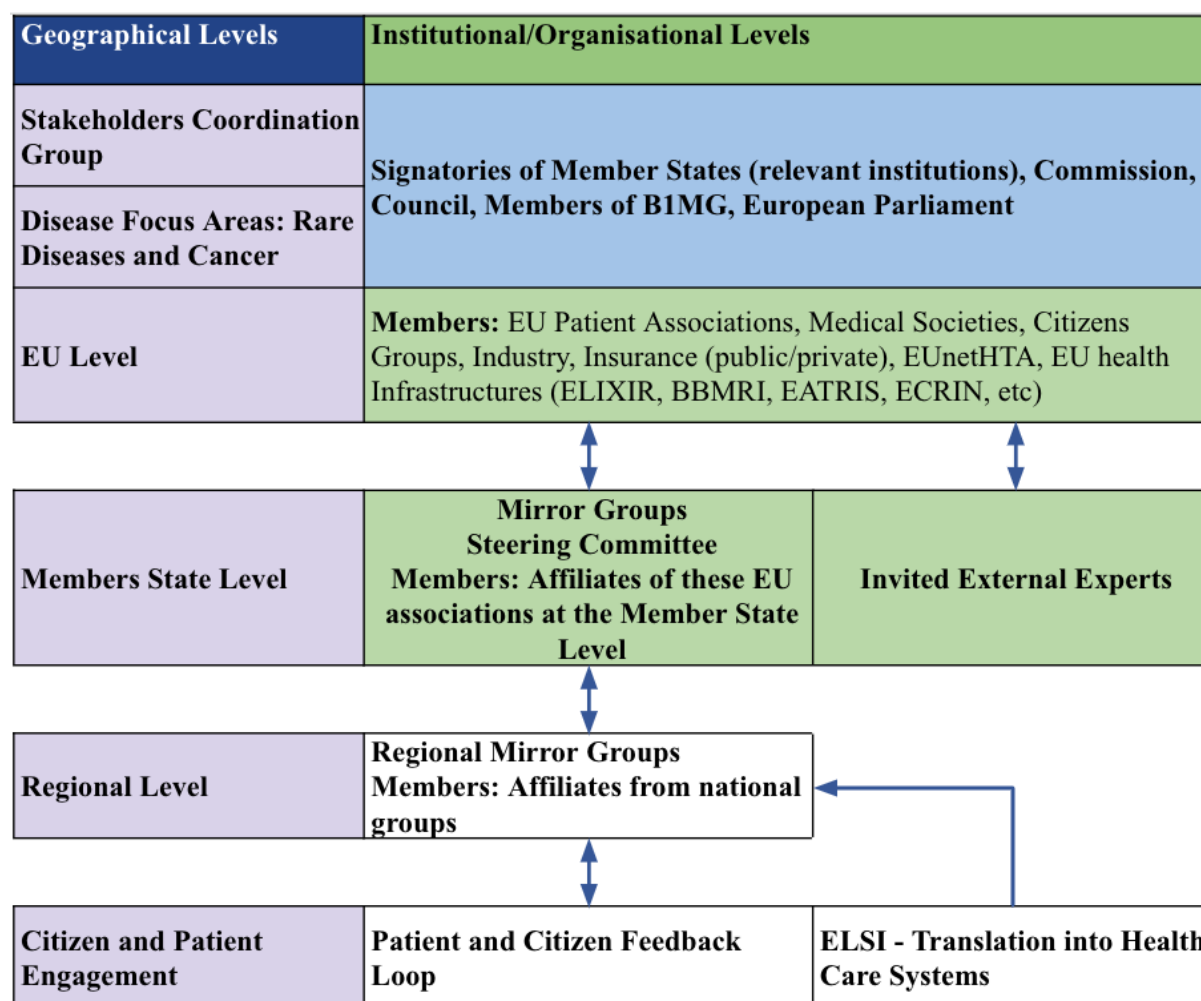 Geographical Levels
Institutional/Organisational Levels
Stakeholders Coordination
Group
Signatories of Member States (relevant institutions), Commission,
Council, Members of B1MG, European Parliament
Disease Focus Areas: Rare
Diseases and Cancer
EU Level
Members: EU Patient Associations, Medical Societies, Citizens
Groups, Industry, Insurance (public/private), EUnetHTA, EU health
Infrastructures (ELIXIR, BBMRI, EATRIS, ECRIN, etc)
Members State Level
Mirror Groups
Steering Committee
Members: Affiliates of these EU
associations at the Member State
Level
Invited External Experts
Regional Level
Regional Mirror Groups
Members: Affiliates from national
groups
Citizen and Patient
Engagement
Patient and Citizen Feedback
Loop
ELSI - Translation into Health
Care Systems